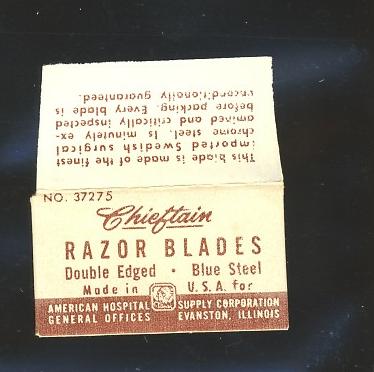 This blade is made of the finest
imported Swedish surgical
chrome steel. Is minutely ex-
amined and critically inspected
before parking. Every blade is
unconditionally guaranteed.
NO. 37275
Chieftain
RAZOR BLADES
Double Edged • Blue Steel
Made in U.S.A. for
AMERICAN HOSPITAL SUPPLY CORPORATION
GENERAL OFFICES EVANSTON, ILLINOIS